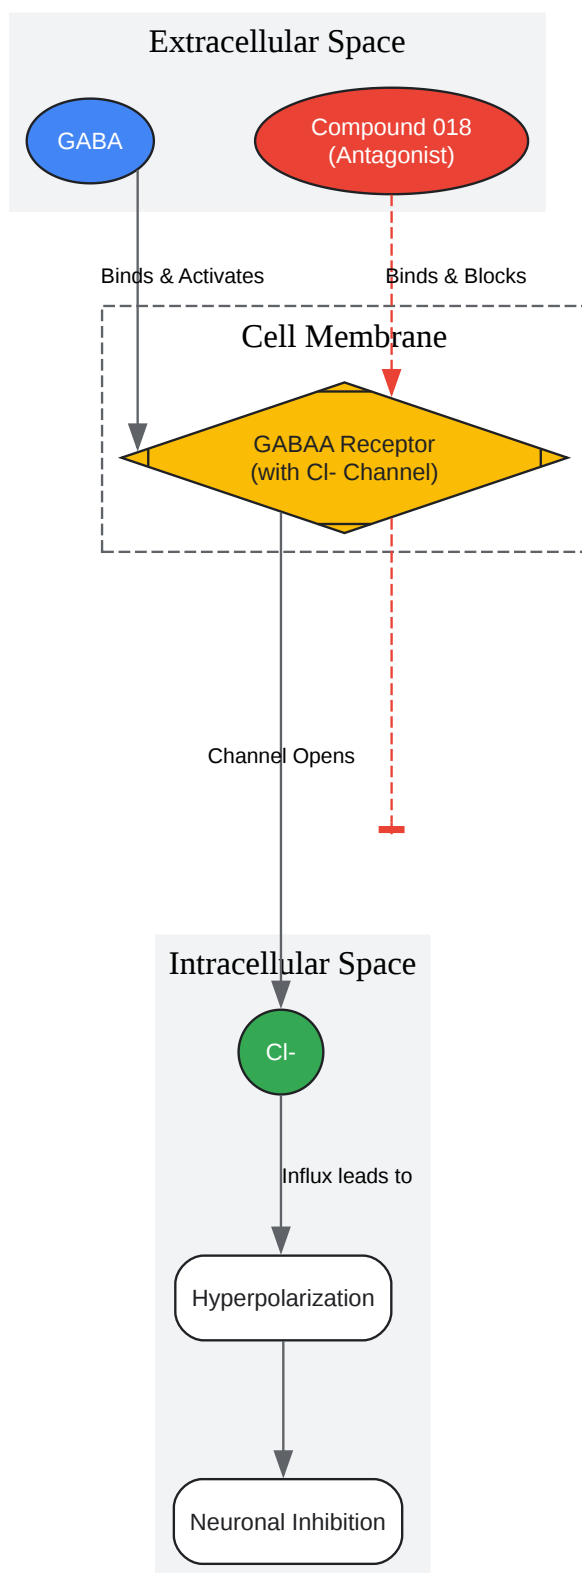 Extracellular Space
GABA
Compound 018
(Antagonist)
Binds & Activates
Binds & Blocks
Cell Membrane
GABAA Receptor
(with Cl- Channel)
Channel Opens
Intracellular Space
Cl-
Influx leads to
Hyperpolarization
Neuronal Inhibition